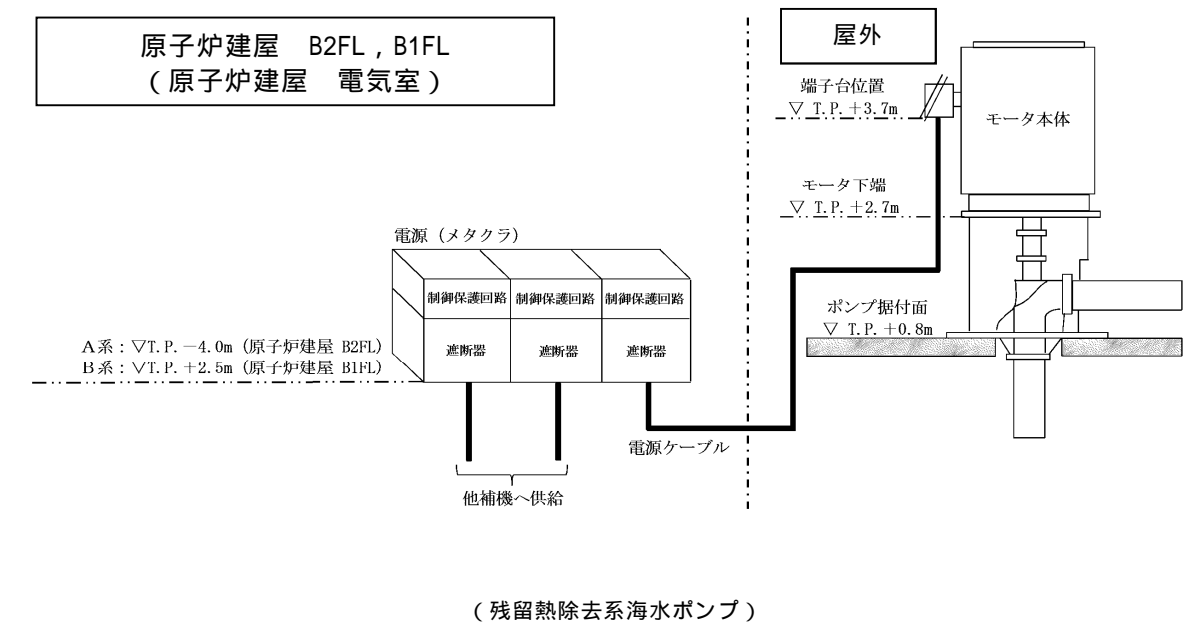 原子炉建屋　B2FL , B1FL
（原子炉建屋　電気室）
屋外
端子台位置
▽ T.P.＋3.7m
モータ本体
モータ下端
▽ T.P.＋2.7m
電源（メタクラ）
制御保護回路 制御保護回路 制御保護回路
ポンプ据付面
▽ T.P.＋0.8m
遮断器 遮断器 遮断器
A系：▽T.P.－4.0m（原子炉建屋 B2FL）
B系：▽T.P.＋2.5m（原子炉建屋 B1FL）
電源ケーブル
他補機へ供給
（残留熱除去系海水ポンプ）